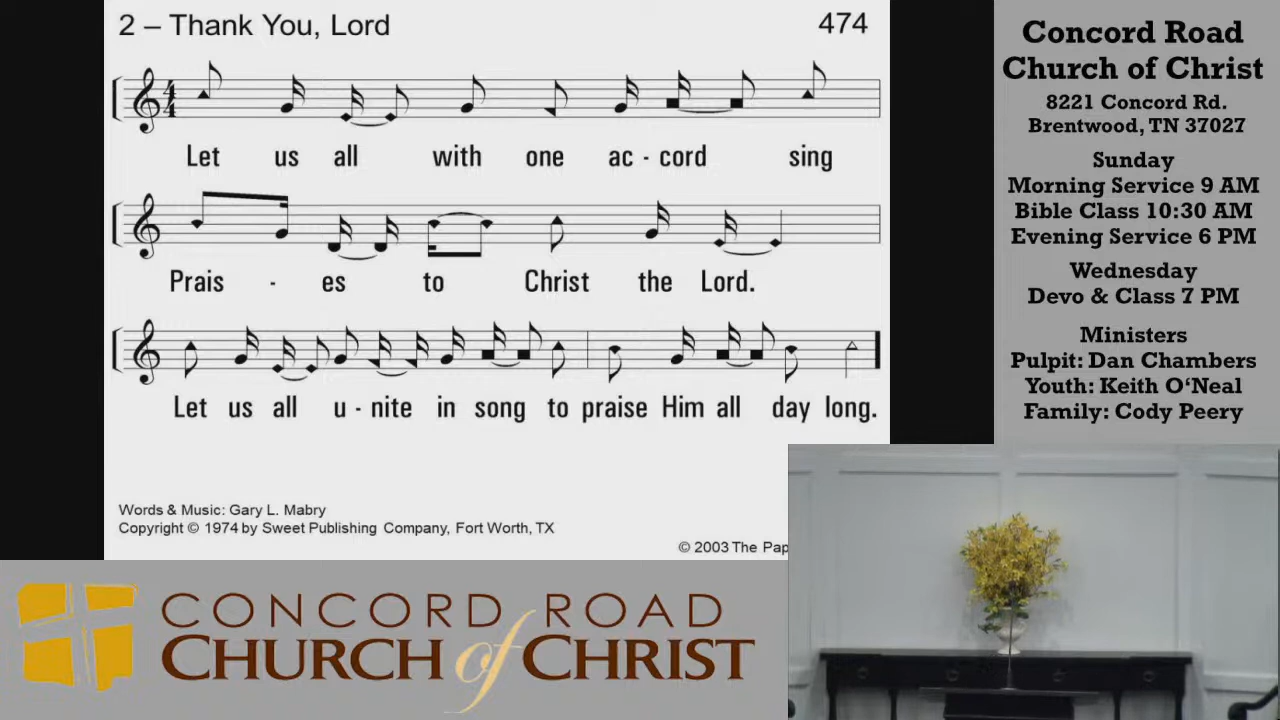 2 – Thank You, Lord 474
4
4
Let us all with one ac - cord sing
Prais - es to Christ the Lord.
Let us all u - nite in song to praise Him all day long.
Words & Music: Gary L. Mabry
Copyright © 1974 by Sweet Publishing Company, Fort Worth, TX
© 2003 The Pap
CONCORD ROAD
CHURCH of CHRIST
Concord Road
Church of Christ
8221 Concord Rd.
Brentwood, TN 37027
Sunday
Morning Service 9 AM
Bible Class 10:30 AM
Evening Service 6 PM
Wednesday
Devo & Class 7 PM
Ministers
Pulpit: Dan Chambers
Youth: Keith O‘Neal
Family: Cody Peery